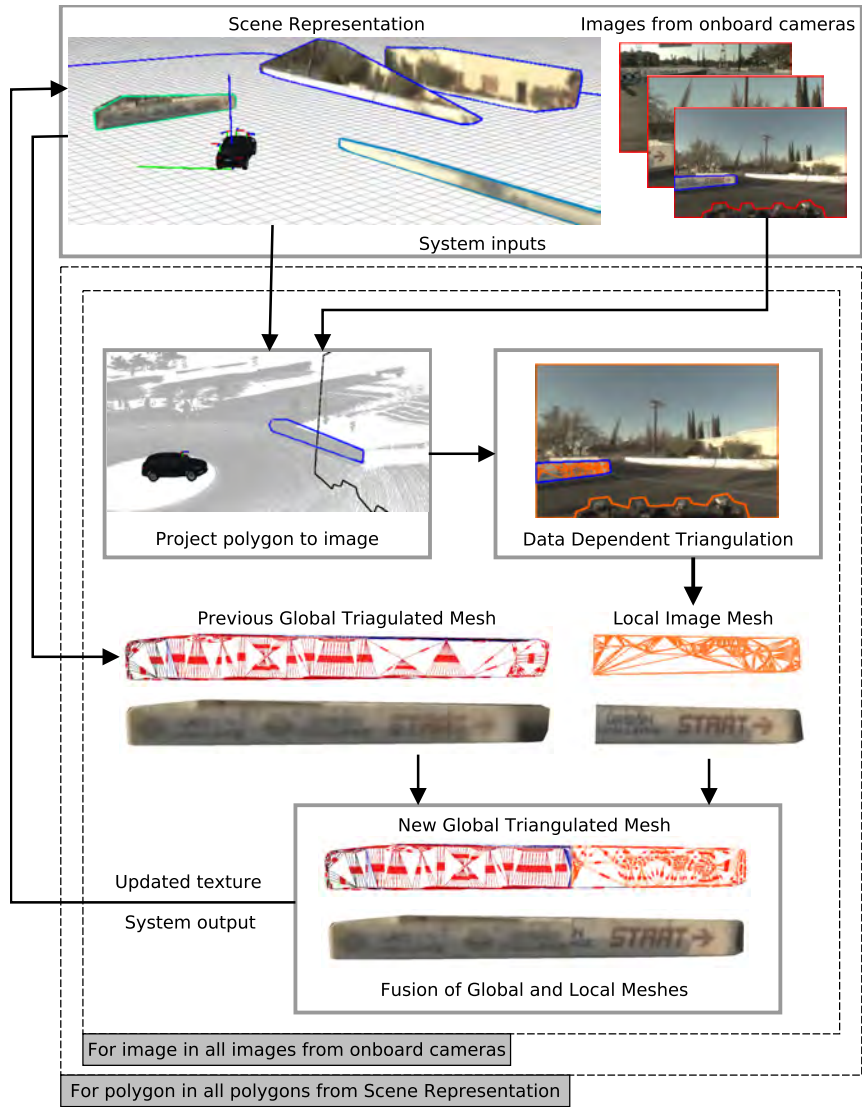 Scene Representation
Images from onboard cameras
System inputs
Project polygon to image
Data Dependent Triangulation
Previous Global Triagulated Mesh
Local Image Mesh
START
START
New Global Triangulated Mesh
Updated texture
System output
START
Fusion of Global and Local Meshes
For image in all images from onboard cameras
For polygon in all polygons from Scene Representation